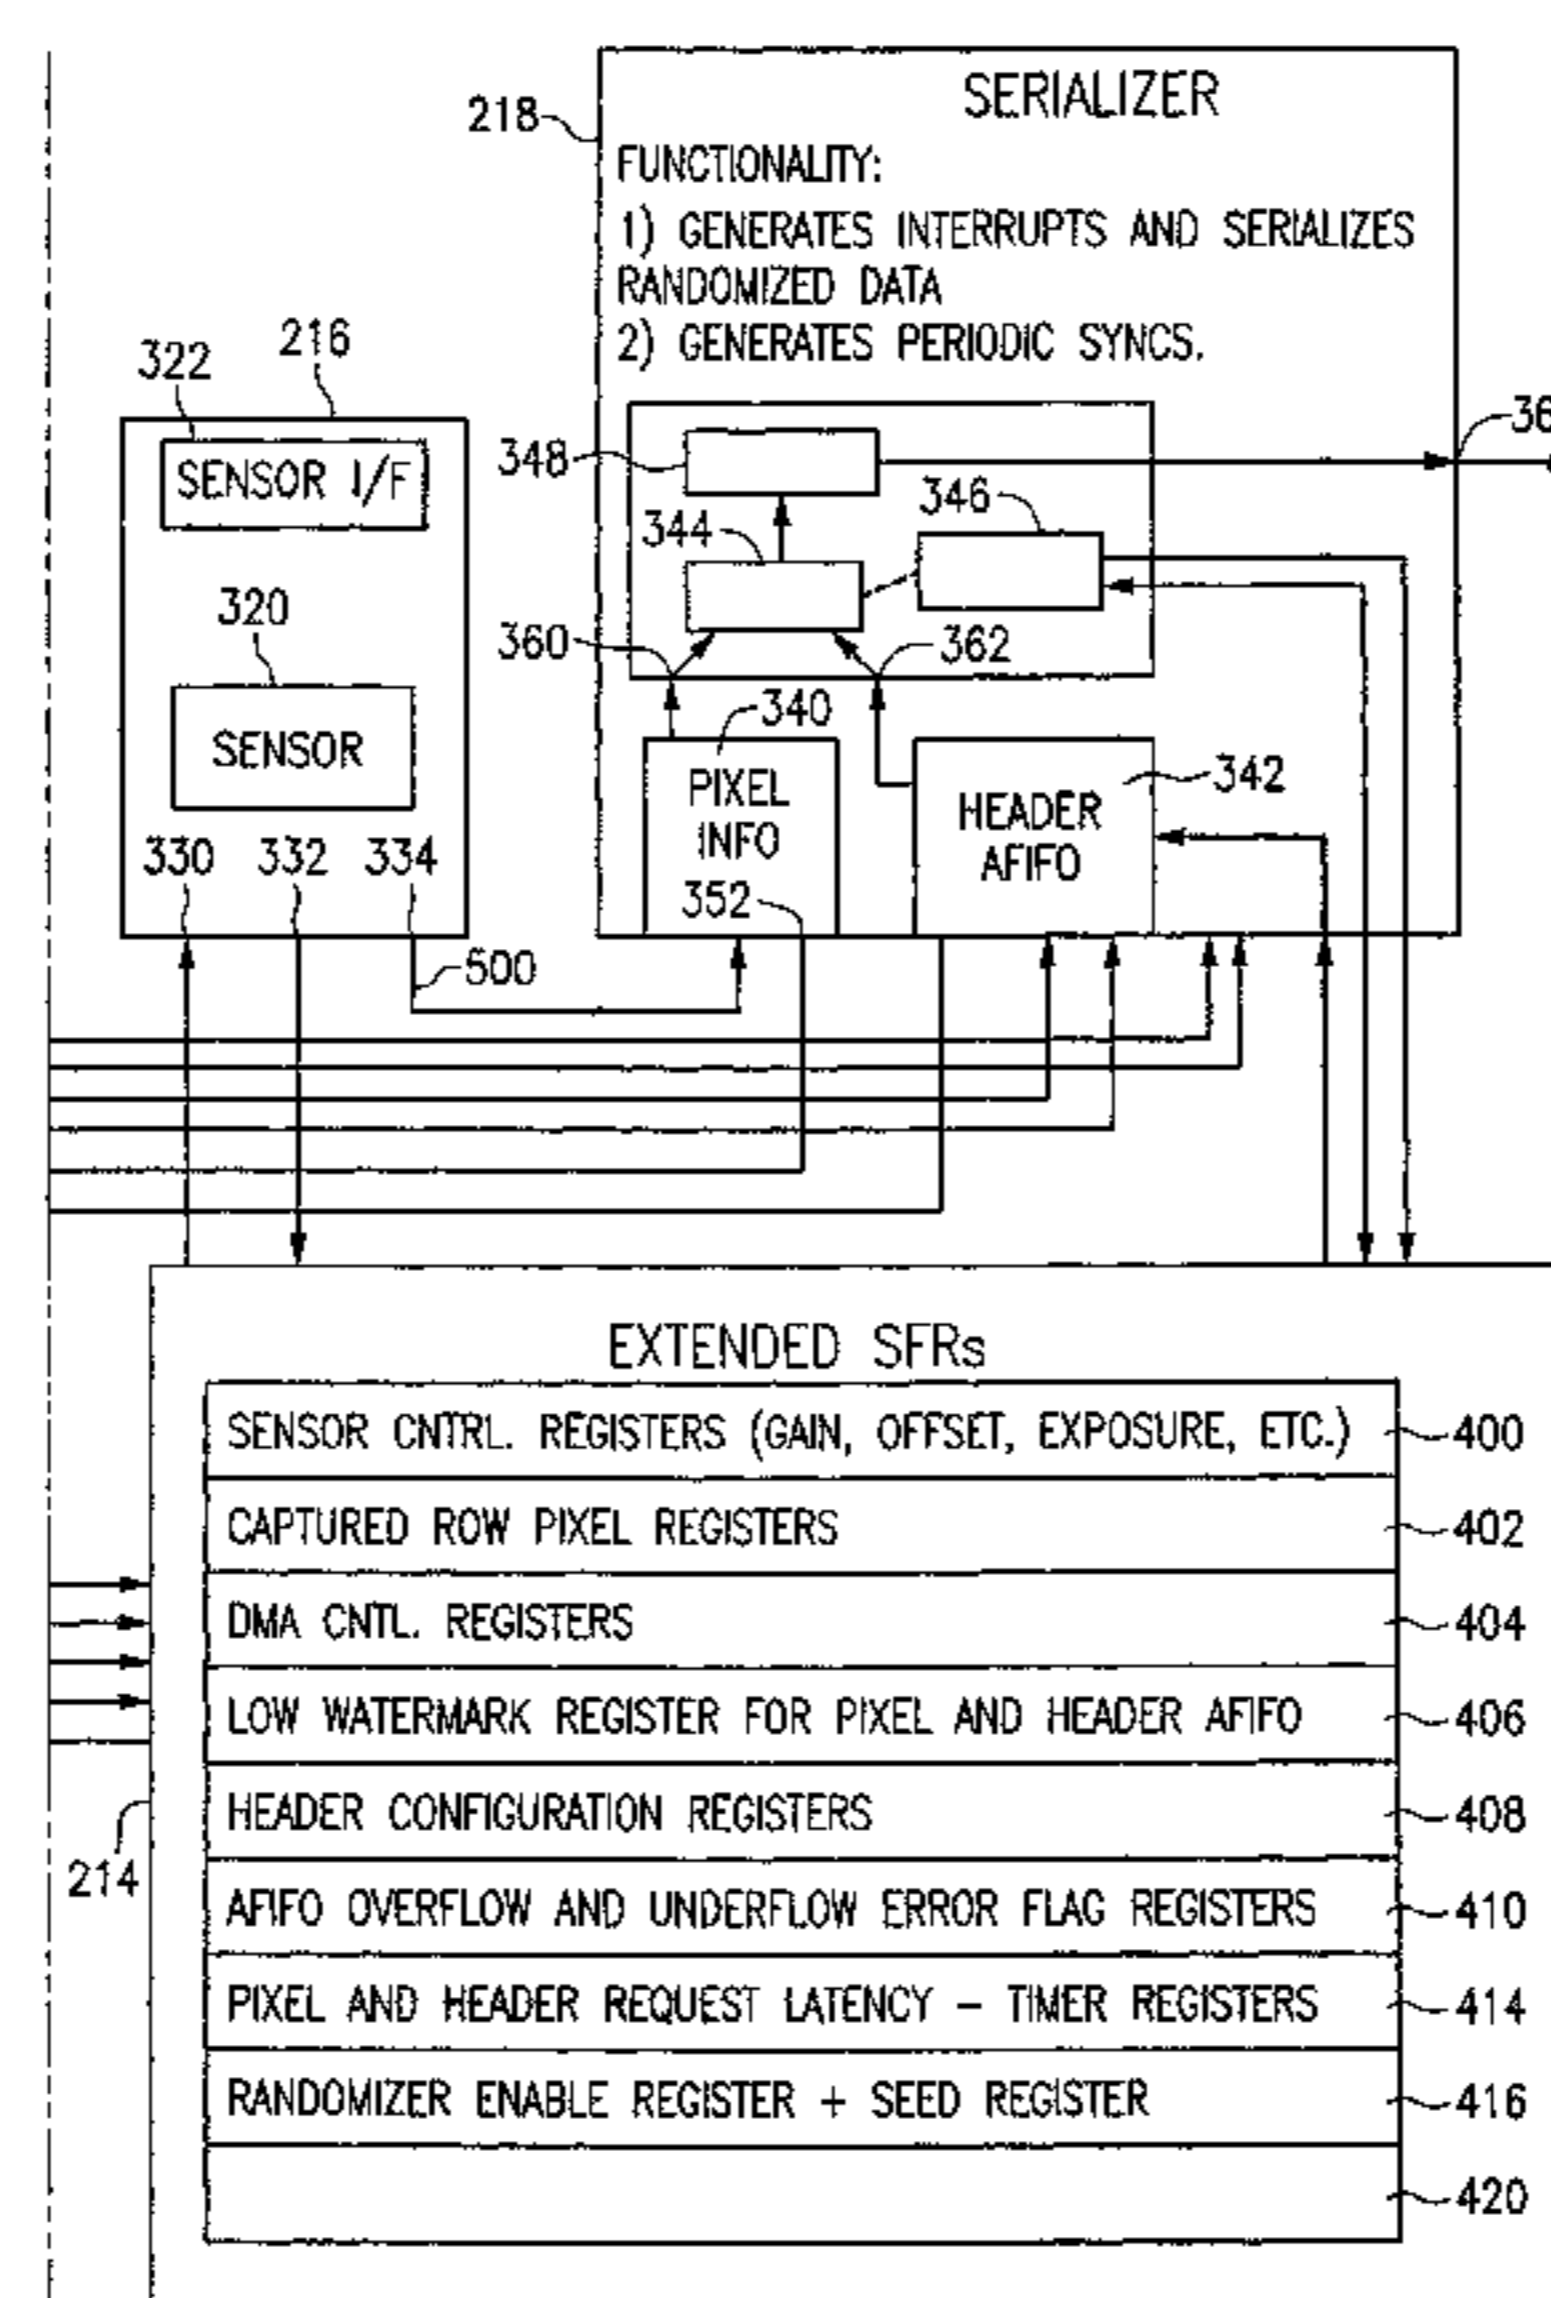 SERIALIZER
218
FUNCTIONALITY:
1) GENERATES INTERRUPTS AND SERIALIZES
RANDOMIZED DATA
2) GENERATES PERIODIC SYNCS.
216
322
SENSOR I/F
36
348
346
344
320
360
362
340
SENSOR
PIXEL
INFO
342
HEADER
AFIFO
330 332 334
352
500
EXTENDED SFRs
SENSOR CNTRL. REGISTERS (GAIN, OFFSET, EXPOSURE, ETC.) 400
CAPTURED ROW PIXEL REGISTERS 402
DMA CNTL. REGISTERS 404
LOW WATERMARK REGISTER FOR PIXEL AND HEADER AFIFO 406
HEADER CONFIGURATION REGISTERS 408
214
AFIFO OVERFLOW AND UNDERFLOW ERROR FLAG REGISTERS 410
PIXEL AND HEADER REQUEST LATENCY – TIMER REGISTERS 414
RANDOMIZER ENABLE REGISTER + SEED REGISTER 416
420